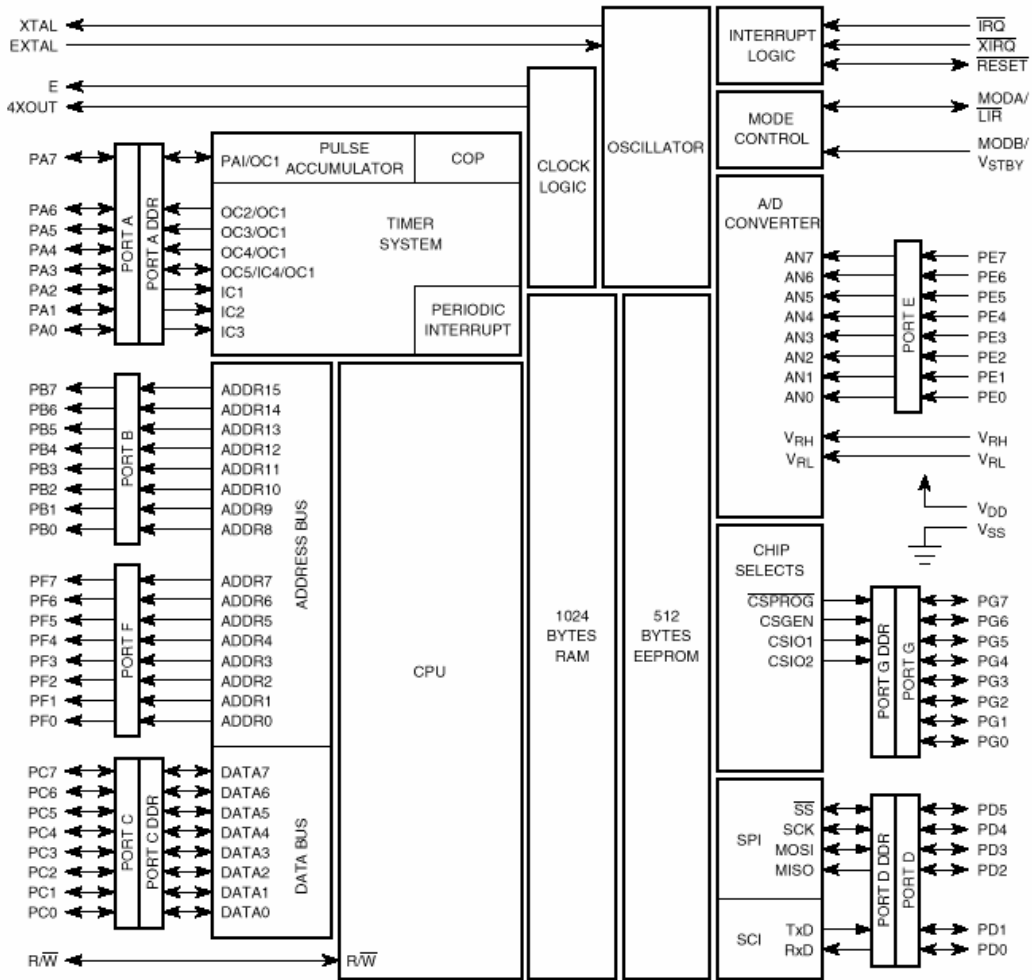 XTAL
EXTAL
E
4XOUT
PA7
PA6
PA5
PA4
PA3
PA2
PA1
PA0
PORT A
PORT A DDR
PAI/OC1
PULSE
ACCUMULATOR
COP
OC2/OC1
OC3/OC1
OC4/OC1
OC5/IC4/OC1
IC1
IC2
IC3
TIMER
SYSTEM
PERIODIC
INTERRUPT
CLOCK
LOGIC
OSCILLATOR
INTERRUPT
LOGIC
IRQ
XIRQ
RESET
MODE
CONTROL
MODA/
LIR
MODB/
VSTBY
A/D
CONVERTER
AN7
AN6
AN5
AN4
AN3
AN2
AN1
AN0
VRH
VRL
PORT E
PE7
PE6
PE5
PE4
PE3
PE2
PE1
PE0
VRH
VRL
VDD
VSS
PB7
PB6
PB5
PB4
PB3
PB2
PB1
PB0
PORT B
ADDR15
ADDR14
ADDR13
ADDR12
ADDR11
ADDR10
ADDR9
ADDR8
ADDRESS BUS
PF7
PF6
PF5
PF4
PF3
PF2
PF1
PF0
PORT F
ADDR7
ADDR6
ADDR5
ADDR4
ADDR3
ADDR2
ADDR1
ADDR0
PC7
PC6
PC5
PC4
PC3
PC2
PC1
PC0
PORT C
PORT C DDR
DATA7
DATA6
DATA5
DATA4
DATA3
DATA2
DATA1
DATA0
DATA BUS
R/W
R/W
CPU
1024
BYTES
RAM
512
BYTES
EEPROM
CHIP
SELECTS
CSPROG
CSGEN
CSIO1
CSIO2
PORT G DDR
PORT G
PG7
PG6
PG5
PG4
PG3
PG2
PG1
PG0
SPI
SS
SCK
MOSI
MISO
SCI
TxD
RxD
PORT D DDR
PORT D
PD5
PD4
PD3
PD2
PD1
PD0